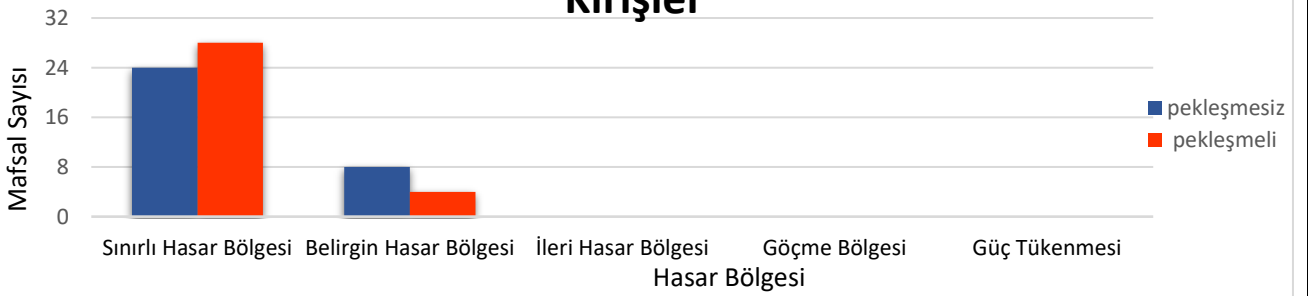 Kirişler
32
24
16
8
0
Mafsal Sayısı
pekleşmesiz
pekleşmeli
Sınırlı Hasar Bölgesi Belirgin Hasar Bölgesi İleri Hasar Bölgesi Göçme Bölgesi Güç Tükenmesi
Hasar Bölgesi